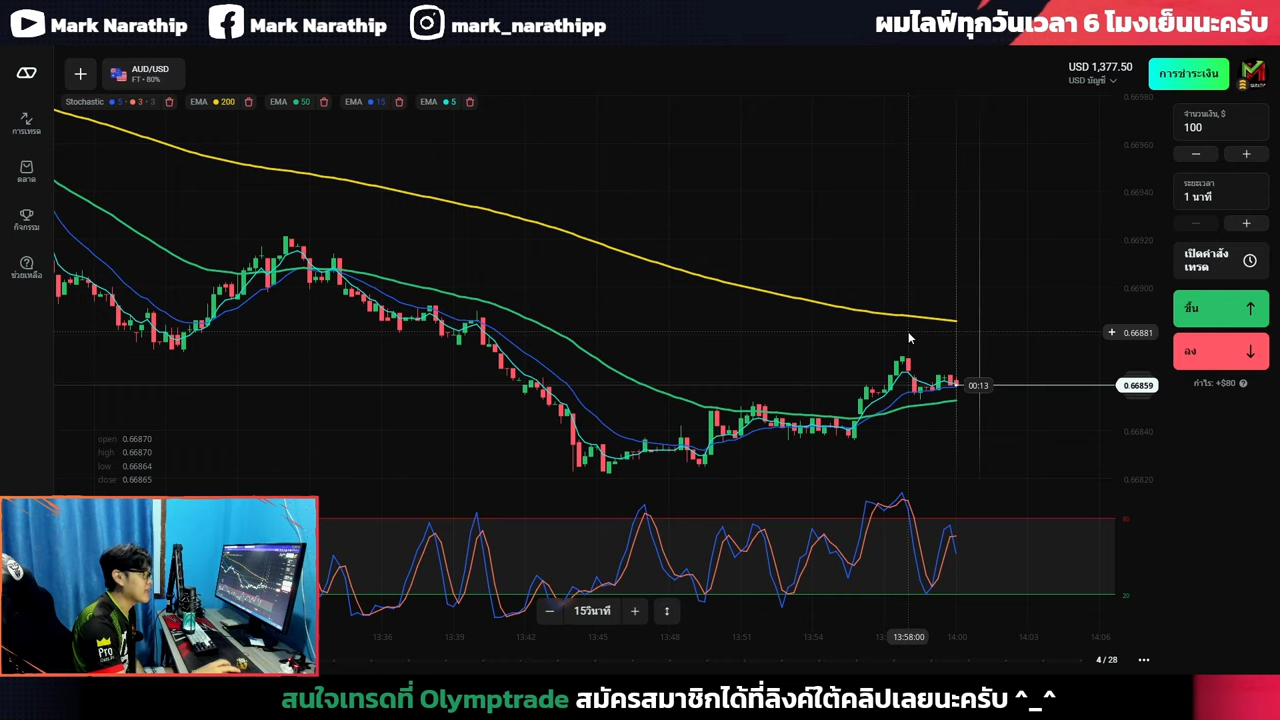 Mark Narathip
Mark Narathip
mark_narathipp
ผมไลฟ์ทุกวันเวลา 6 โมงเย็นนะครับ
AUD/USD
FT • 80%
USD 1,377.50
USD บัญชี
การชำระเงิน
Stochastic 5 3 3
EMA 200
EMA 50
EMA 15
EMA 5
การเทรด
ตลาด
กิจกรรม
ช่วยเหลือ
0.66980
0.66960
0.66940
0.66920
0.66900
0.66881
0.66859
0.66840
0.66820
จำนวนเงิน, $
100
ระยะเวลา
1 นาที
เปิดคำสั่ง
เทรด
ขึ้น
ลง
กำไร: +$80
00:13
open 0.66870
high 0.66870
low 0.66864
close 0.66865
80
20
15วินาที
13:36
13:39
13:42
13:45
13:48
13:51
13:54
13:58:00
14:00
14:03
14:06
4 / 28
Pro
สนใจเทรดที่ Olymptrade สมัครสมาชิกได้ที่ลิงค์ใต้คลิปเลยนะครับ ^_^